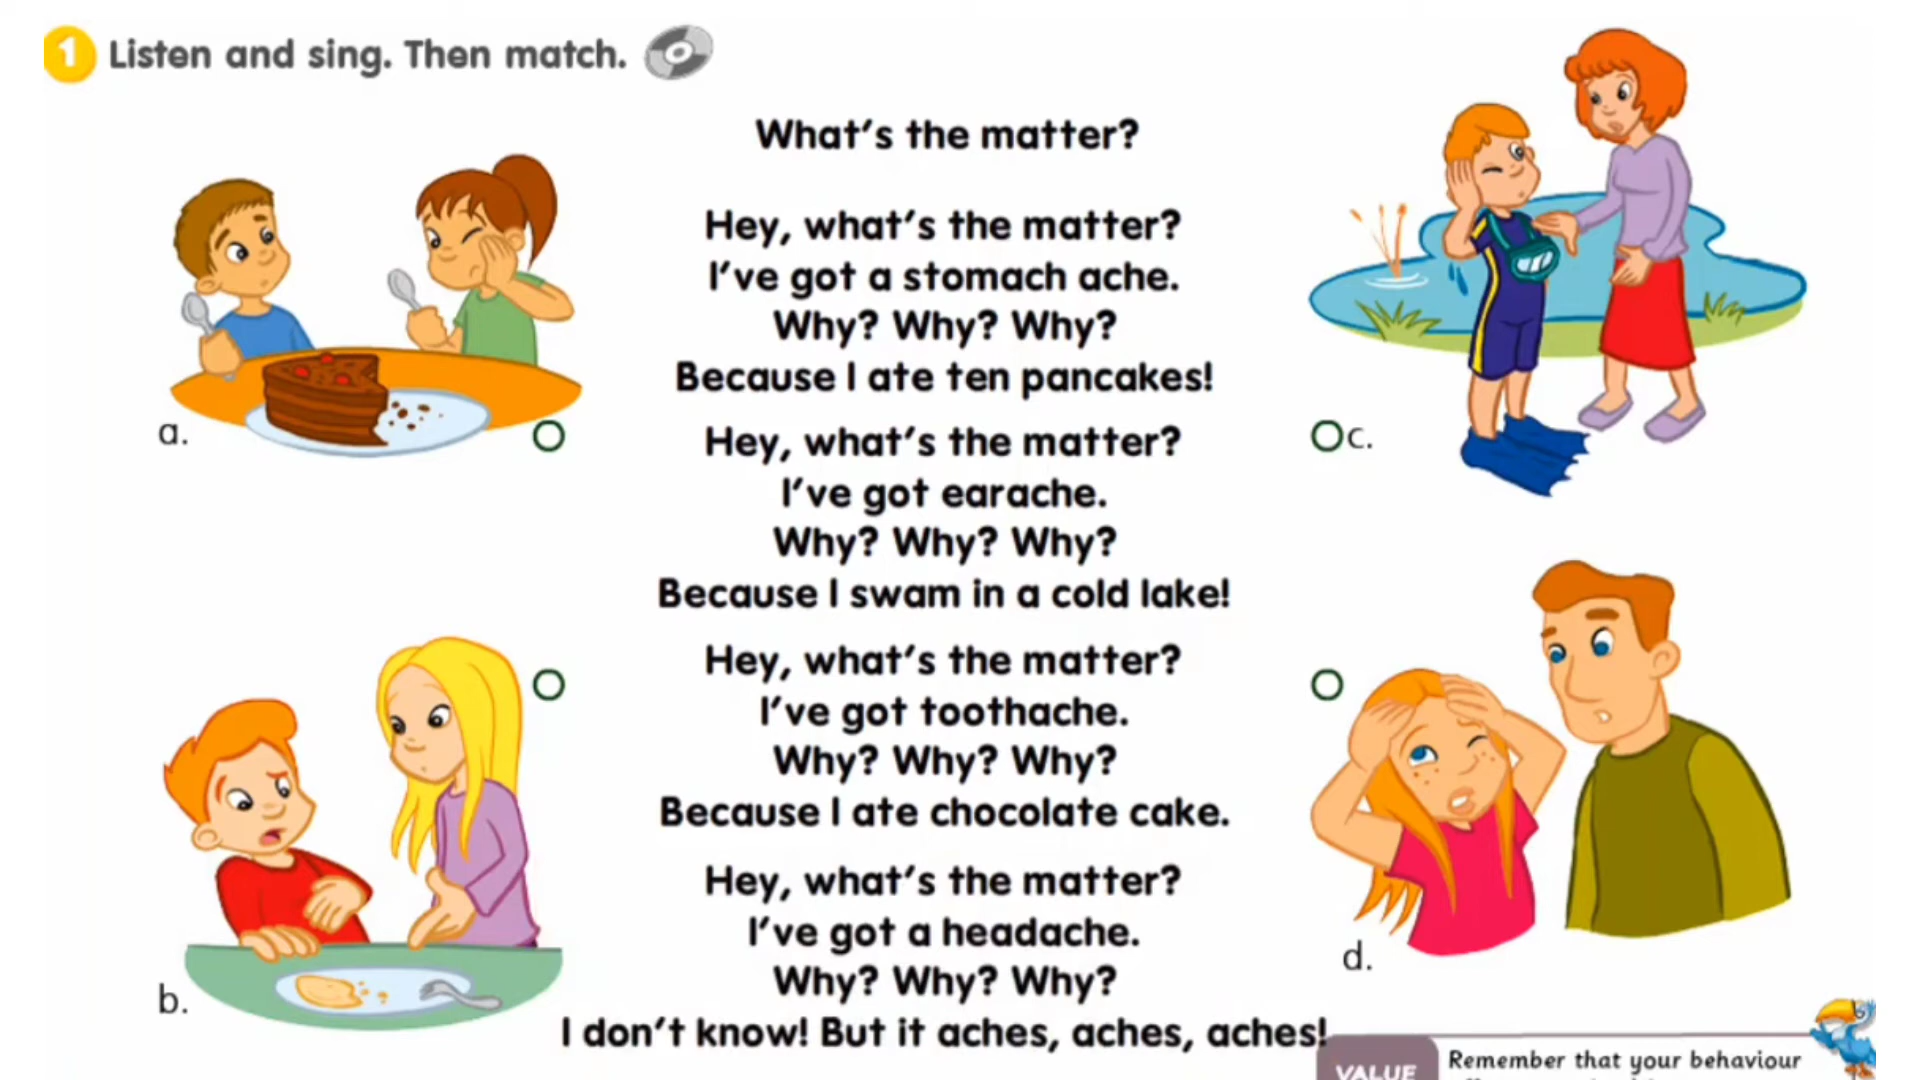 1 Listen and sing. Then match.
What's the matter?
Hey, what's the matter?
I've got a stomach ache.
Why? Why? Why?
Because I ate ten pancakes!
Hey, what's the matter?
I've got earache.
Why? Why? Why?
Because I swam in a cold lake!
Hey, what's the matter?
I've got toothache.
Why? Why? Why?
Because I ate chocolate cake.
Hey, what's the matter?
I've got a headache.
Why? Why? Why?
I don't know! But it aches, aches, aches!
a.
b.
c.
d.
VALUE
Remember that your behaviour